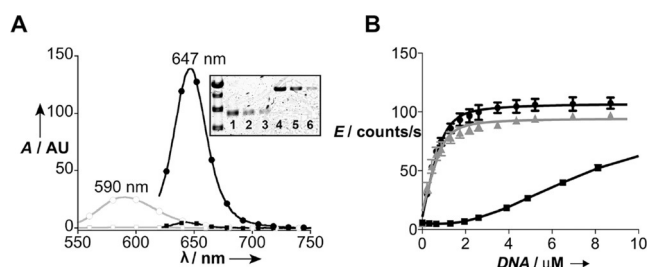 A
B
647 nm
590 nm
A / AU
150
100
50
0
1 2 3 4 5 6
550 600 650 700 750
λ / nm
E / counts/s
150
100
50
0
0 2 4 6 8 10
DNA / μM